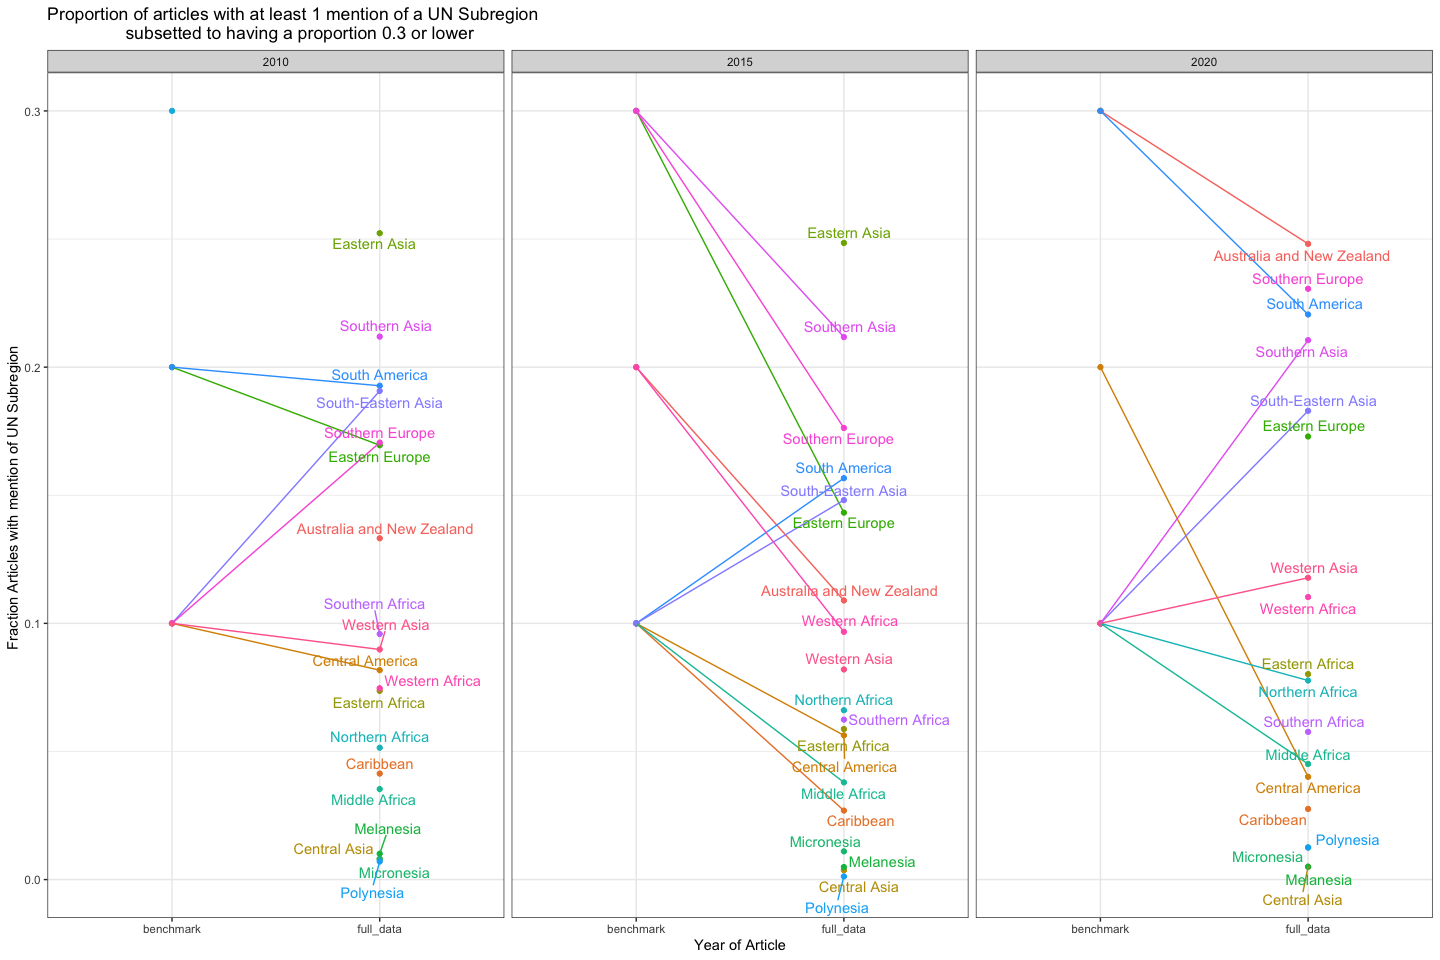 Proportion of articles with at least 1 mention of a UN Subregion
subsetted to having a proportion 0.3 or lower
2010
2015
2020
Fraction Articles with mention of UN Subregion
0.3
0.2
0.1
0.0
Eastern Asia
Southern Asia
South America
South-Eastern Asia
Southern Europe
Eastern Europe
Australia and New Zealand
Southern Africa
Western Asia
Central America
Western Africa
Eastern Africa
Northern Africa
Caribbean
Middle Africa
Melanesia
Central Asia
Micronesia
Polynesia
Eastern Asia
Southern Asia
Southern Europe
South America
South-Eastern Asia
Eastern Europe
Australia and New Zealand
Western Africa
Western Asia
Northern Africa
Southern Africa
Eastern Africa
Central America
Middle Africa
Caribbean
Micronesia
Melanesia
Central Asia
Polynesia
Australia and New Zealand
Southern Europe
South America
Southern Asia
South-Eastern Asia
Eastern Europe
Western Asia
Western Africa
Eastern Africa
Northern Africa
Southern Africa
Middle Africa
Central America
Caribbean
Polynesia
Micronesia
Melanesia
Central Asia
benchmark
full_data
benchmark
full_data
benchmark
full_data
Year of Article